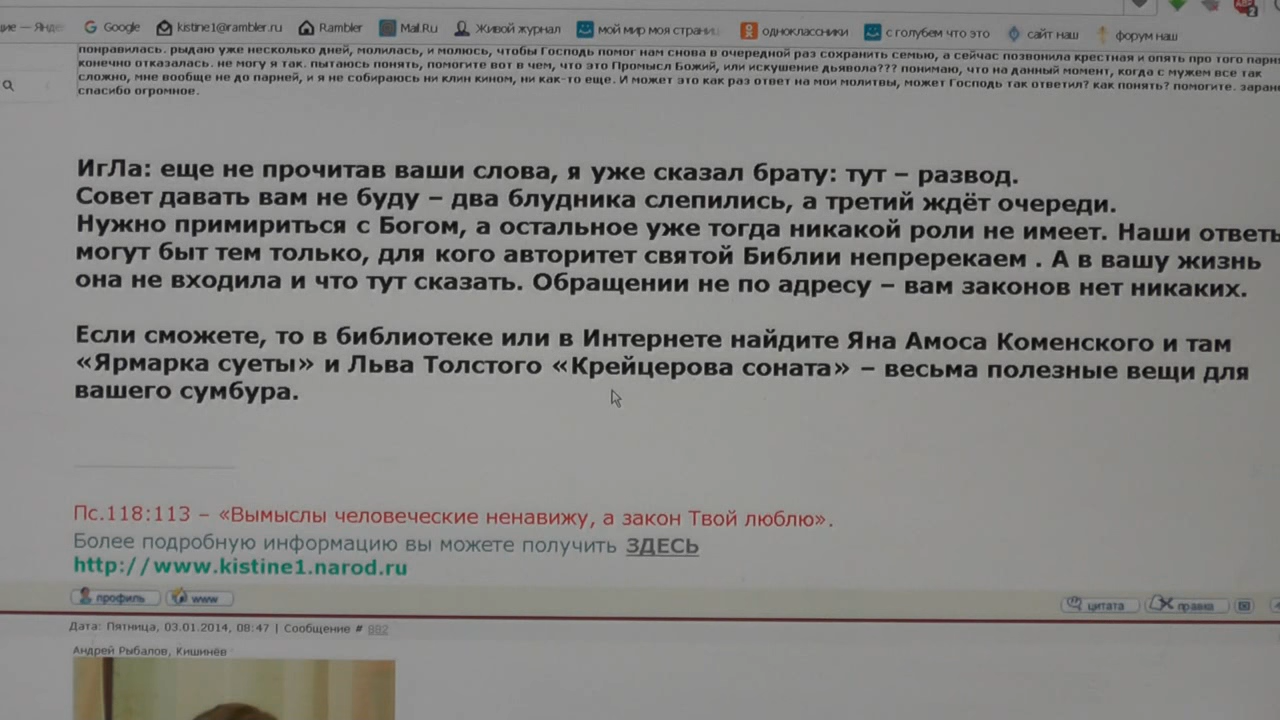 Google kistine1@rambler.ru Rambler Mail.Ru Живой журнал мой мир моя страни одноклассники с голубем что это сайт наш форум наш
понравилась. рыдаю уже несколько дней, молилась, и молюсь, чтобы Господь помог нам снова в очередной раз сохранить семью, а сейчас позвонила крестная и опять про того парня
конечно отказалась. не могу я так. пытаюсь понять, помогите вот в чем, что это Промысл Божий, или искушение дьявола??? понимаю, что на данный момент, когда с мужем все так
сложно, мне вообще не до парней, и я не собираюсь ни клин кином, ни как-то еще. И может это как раз ответ на мои молитвы, может Господь так ответил? как понять? помогите. заран
спасибо огромное.
ИгЛа: еще не прочитав ваши слова, я уже сказал брату: тут – развод.
Совет давать вам не буду – два блудника слепились, а третий ждёт очереди.
Нужно примириться с Богом, а остальное уже тогда никакой роли не имеет. Наши ответы
могут быт тем только, для кого авторитет святой Библии непререкаем . А в вашу жизнь
она не входила и что тут сказать. Обращении не по адресу – вам законов нет никаких.
Если сможете, то в библиотеке или в Интернете найдите Яна Амоса Коменского и там
«Ярмарка суеты» и Льва Толстого «Крейцерова соната» – весьма полезные вещи для
вашего сумбура.
Пс.118:113 – «Вымыслы человеческие ненавижу, а закон Твой люблю».
Более подробную информацию вы можете получить ЗДЕСЬ
http://www.kistine1.narod.ru
профиль www цитата правка
Дата: Пятница, 03.01.2014, 08:47 | Сообщение # 882
Андрей Рыбалов, Кишинёв